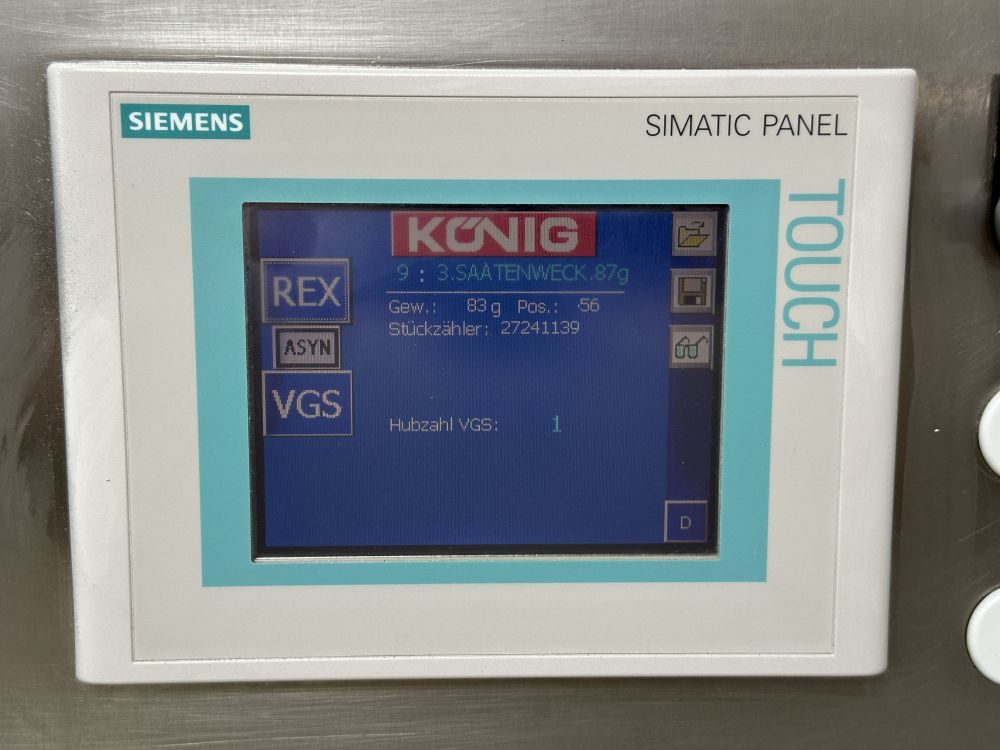 SIEMENS
SIMATIC PANEL
TOUCH
KÖNIG
9 : 3.SAATENWECK.87g
REX
Gew.: 83 g Pos.: 56
Stückzähler: 27241139
ASYN
VGS
Hubzahl VGS: 1
D